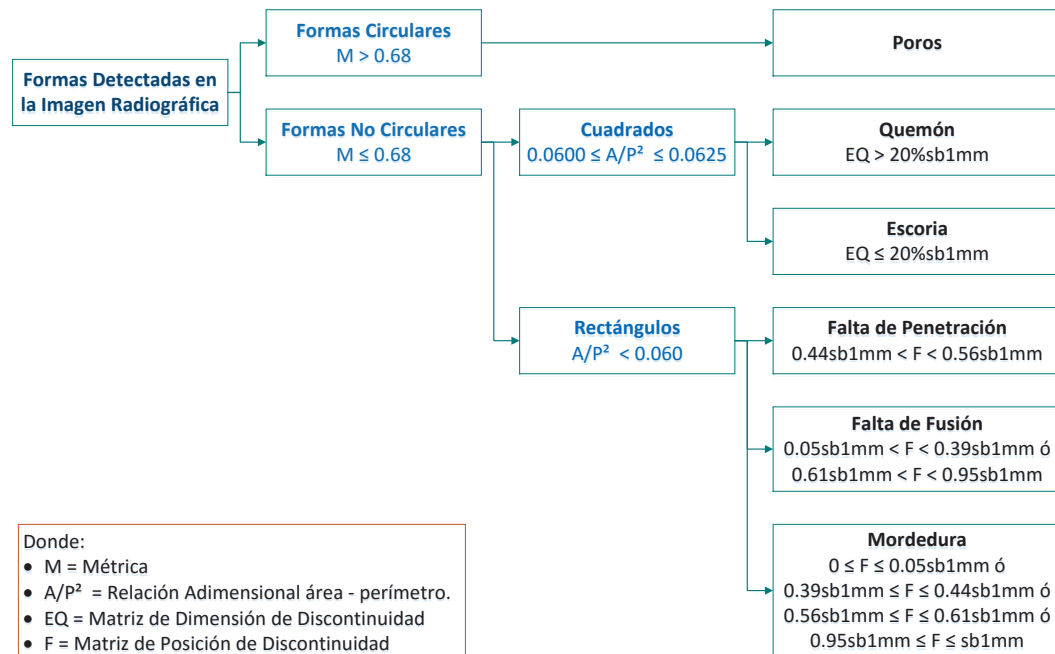 Formas Detectadas en
la Imagen Radiográfica
Formas Circulares
M > 0.68
Poros
Formas No Circulares
M ≤ 0.68
Cuadrados
0.0600 ≤ A/P² ≤ 0.0625
Quemón
EQ > 20%sb1mm
Escoria
EQ ≤ 20%sb1mm
Rectángulos
A/P² < 0.060
Falta de Penetración
0.44sb1mm < F < 0.56sb1mm
Falta de Fusión
0.05sb1mm < F < 0.39sb1mm ó
0.61sb1mm < F < 0.95sb1mm
Mordedura
0 ≤ F ≤ 0.05sb1mm ó
0.39sb1mm ≤ F ≤ 0.44sb1mm ó
0.56sb1mm ≤ F ≤ 0.61sb1mm ó
0.95sb1mm ≤ F ≤ sb1mm
Donde:
• M = Métrica
• A/P² = Relación Adimensional área - perímetro.
• EQ = Matriz de Dimensión de Discontinuidad
• F = Matriz de Posición de Discontinuidad